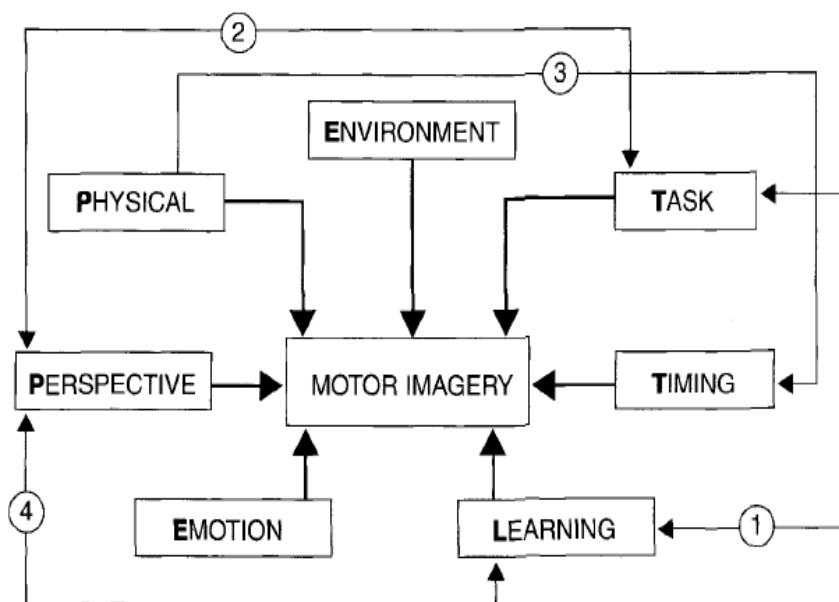 2
3
ENVIRONMENT
PHYSICAL
TASK
PERSPECTIVE
MOTOR IMAGERY
TIMING
4
EMOTION
LEARNING
1